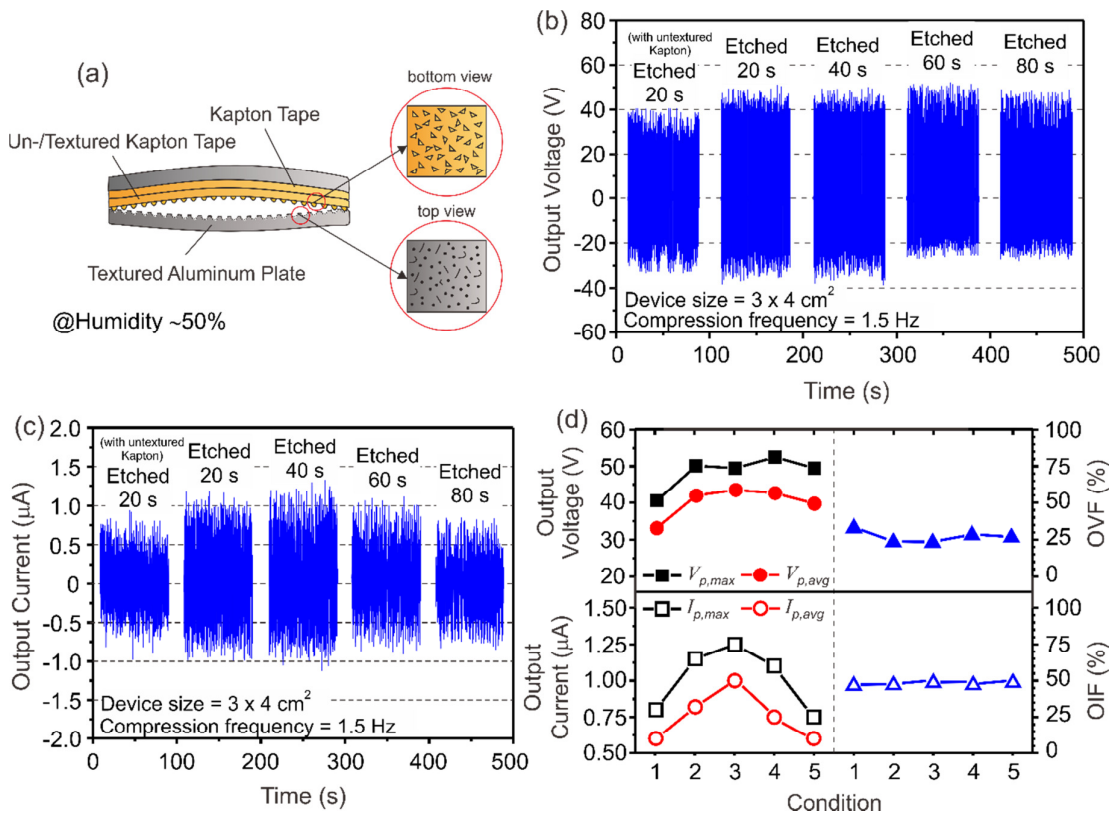 (a)
bottom view
Kapton Tape
Un-/Textured Kapton Tape
top view
Textured Aluminum Plate
@Humidity ~50%
(b)
80
60
40
20
0
-20
-40
-60
Output Voltage (V)
(with untextured
Kapton)
Etched
20 s
Etched
20 s
Etched
40 s
Etched
60 s
Etched
80 s
Device size = 3 x 4 cm²
Compression frequency = 1.5 Hz
0 100 200 300 400 500
Time (s)
(c)
2.0
1.5
1.0
0.5
0
-0.5
-1.0
-1.5
-2.0
Output Current (μA)
(with untextured
Kapton)
Etched
20 s
Etched
20 s
Etched
40 s
Etched
60 s
Etched
80 s
Device size = 3 x 4 cm²
Compression frequency = 1.5 Hz
0 100 200 300 400 500
Time (s)
(d)
60
50
40
30
20
Output
Voltage (V)
V_{p,max} V_{p,avg}
100
75
50
25
0
OVF (%)
1.50
1.25
1.00
0.75
0.50
Output
Current (μA)
I_{p,max} I_{p,avg}
100
75
50
25
0
OIF (%)
1 2 3 4 5 1 2 3 4 5
Condition